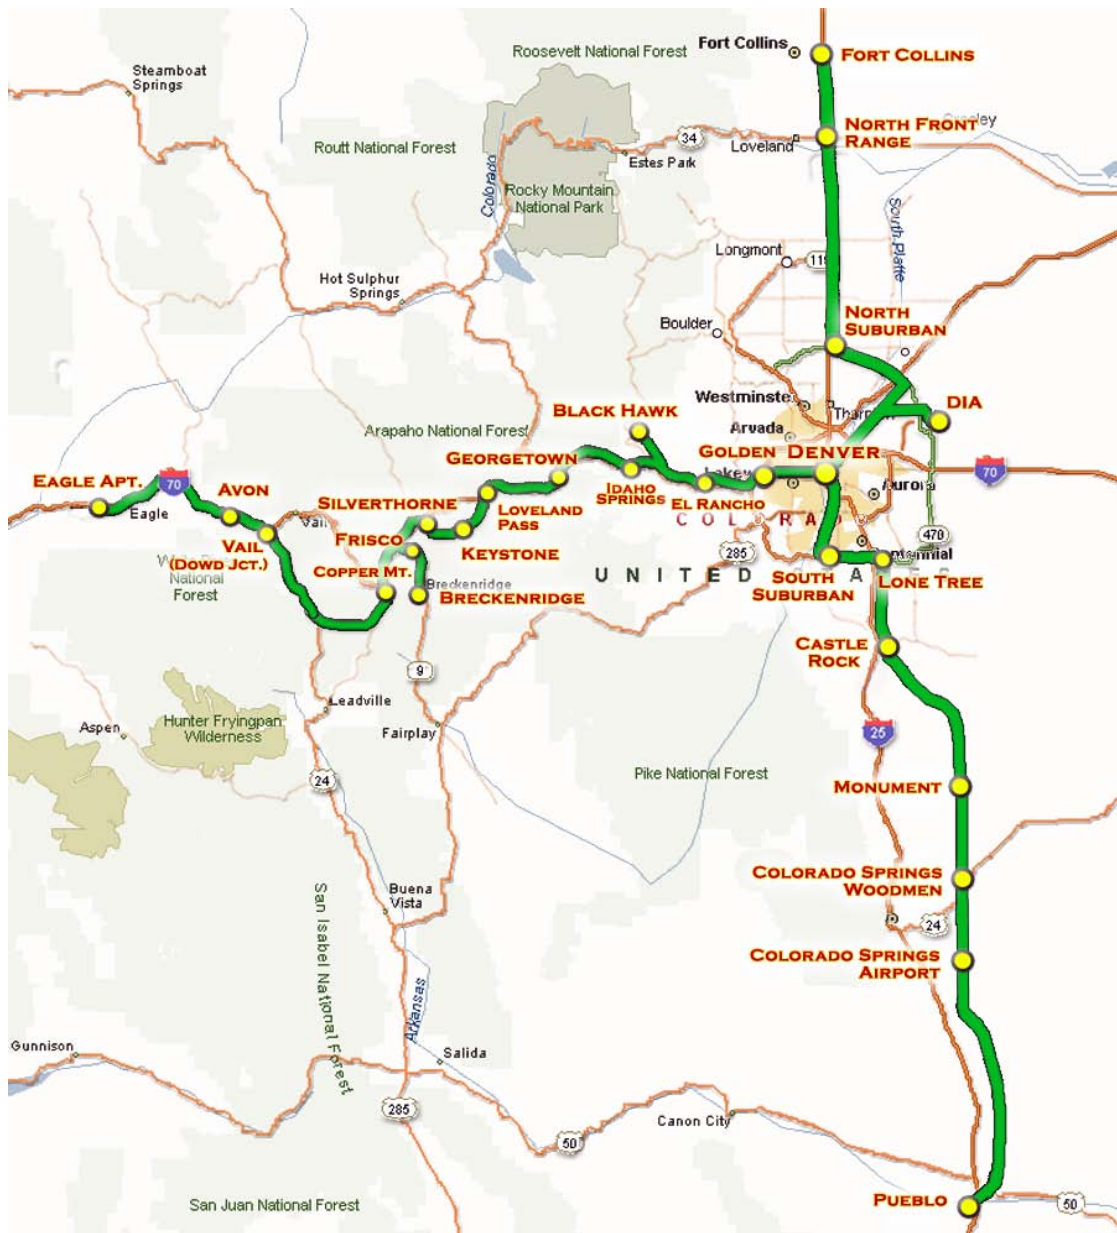 Roosevelt National Forest
Fort Collins
FORT COLLINS
Steamboat
Springs
NORTH FRONT
RANGE
34
Loveland
Routt National Forest
Estes Park
Colorado
Rocky Mountain
National Park
South Platte
Longmont
119
Hot Sulphur
Springs
NORTH
SUBURBAN
Boulder
Westminster
DIA
BLACK HAWK
Arvada
Arapaho National Forest
GEORGETOWN
GOLDEN
DENVER
70
EAGLE APT.
70
Eagle
AVON
SILVERTHORNE
LOVELAND
PASS
IDAHO
SPRINGS
EL RANCHO
Aurora
COLORADO
Vail
VAIL
(DOWD JCT.)
FRISCO
KEYSTONE
285
470
Centennial
National
Forest
COPPER MT.
Breckenridge
BRECKENRIDGE
UNITED STATES
SOUTH
SUBURBAN
LONE TREE
CASTLE
ROCK
9
Leadville
Aspen
Hunter Fryingpan
Wilderness
Fairplay
25
24
Pike National Forest
MONUMENT
COLORADO SPRINGS
WOODMEN
Buena
Vista
24
San Isabel National Forest
COLORADO SPRINGS
AIRPORT
Arkansas
Gunnison
Salida
285
Canon City
50
San Juan National Forest
PUEBLO
50